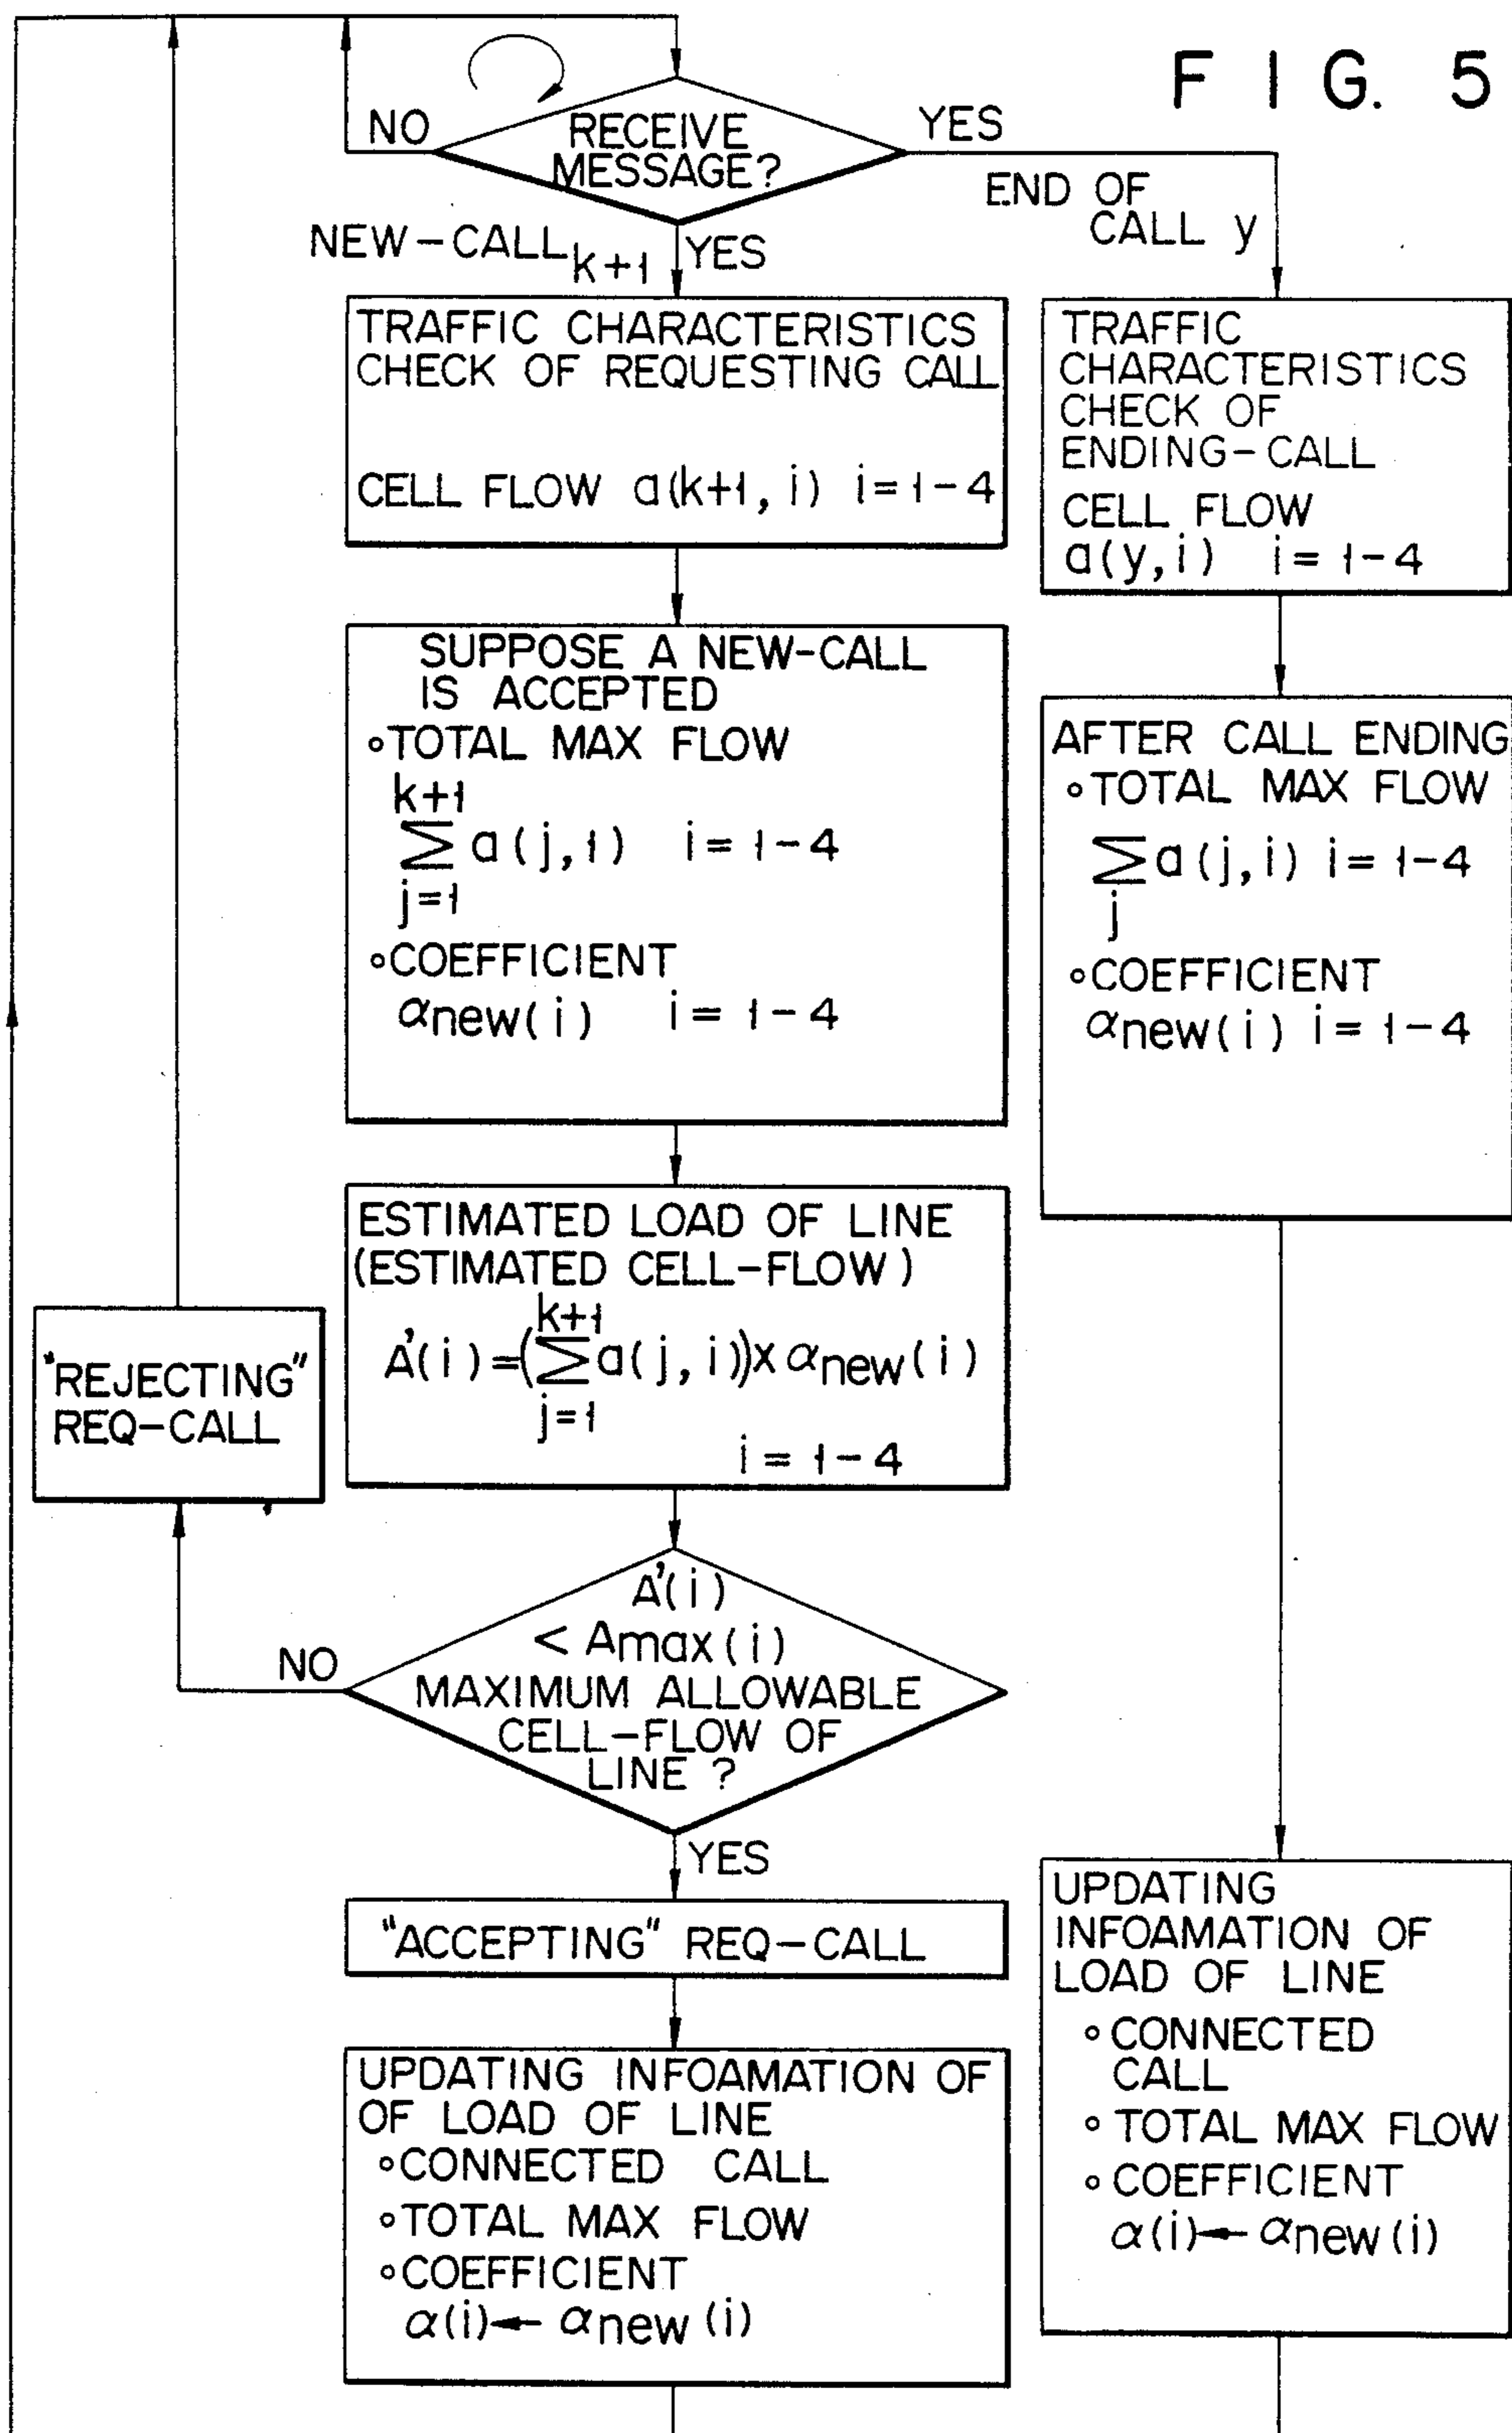 F I G. 5
NO
RECEIVE
MESSAGE?
YES
END OF
CALL y
NEW-CALL k+1
YES
TRAFFIC CHARACTERISTICS
CHECK OF REQUESTING CALL
CELL FLOW a(k+1, i) i=1-4
TRAFFIC
CHARACTERISTICS
CHECK OF
ENDING-CALL
CELL FLOW
a(y,i) i= 1-4
SUPPOSE A NEW-CALL
IS ACCEPTED
∘TOTAL MAX FLOW
k+1
∑ a(j,1) i= 1-4
j=1
∘COEFFICIENT
αnew(i) i= 1-4
AFTER CALL ENDING
∘TOTAL MAX FLOW
∑a(j,i) i= 1-4
j
∘COEFFICIENT
αnew(i) i= 1-4
ESTIMATED LOAD OF LINE
(ESTIMATED CELL-FLOW)
k+1
A'(i)=(∑a(j,i))×αnew(i)
j=1
i= 1-4
"REJECTING"
REQ-CALL
A'(i)
< Amax(i)
MAXIMUM ALLOWABLE
CELL-FLOW OF
LINE ?
NO
YES
"ACCEPTING" REQ-CALL
UPDATING INFOAMATION OF
OF LOAD OF LINE
∘CONNECTED CALL
∘TOTAL MAX FLOW
∘COEFFICIENT
α(i)← αnew(i)
UPDATING
INFOAMATION OF
LOAD OF LINE
∘CONNECTED
CALL
∘TOTAL MAX FLOW
∘COEFFICIENT
α(i)← αnew(i)